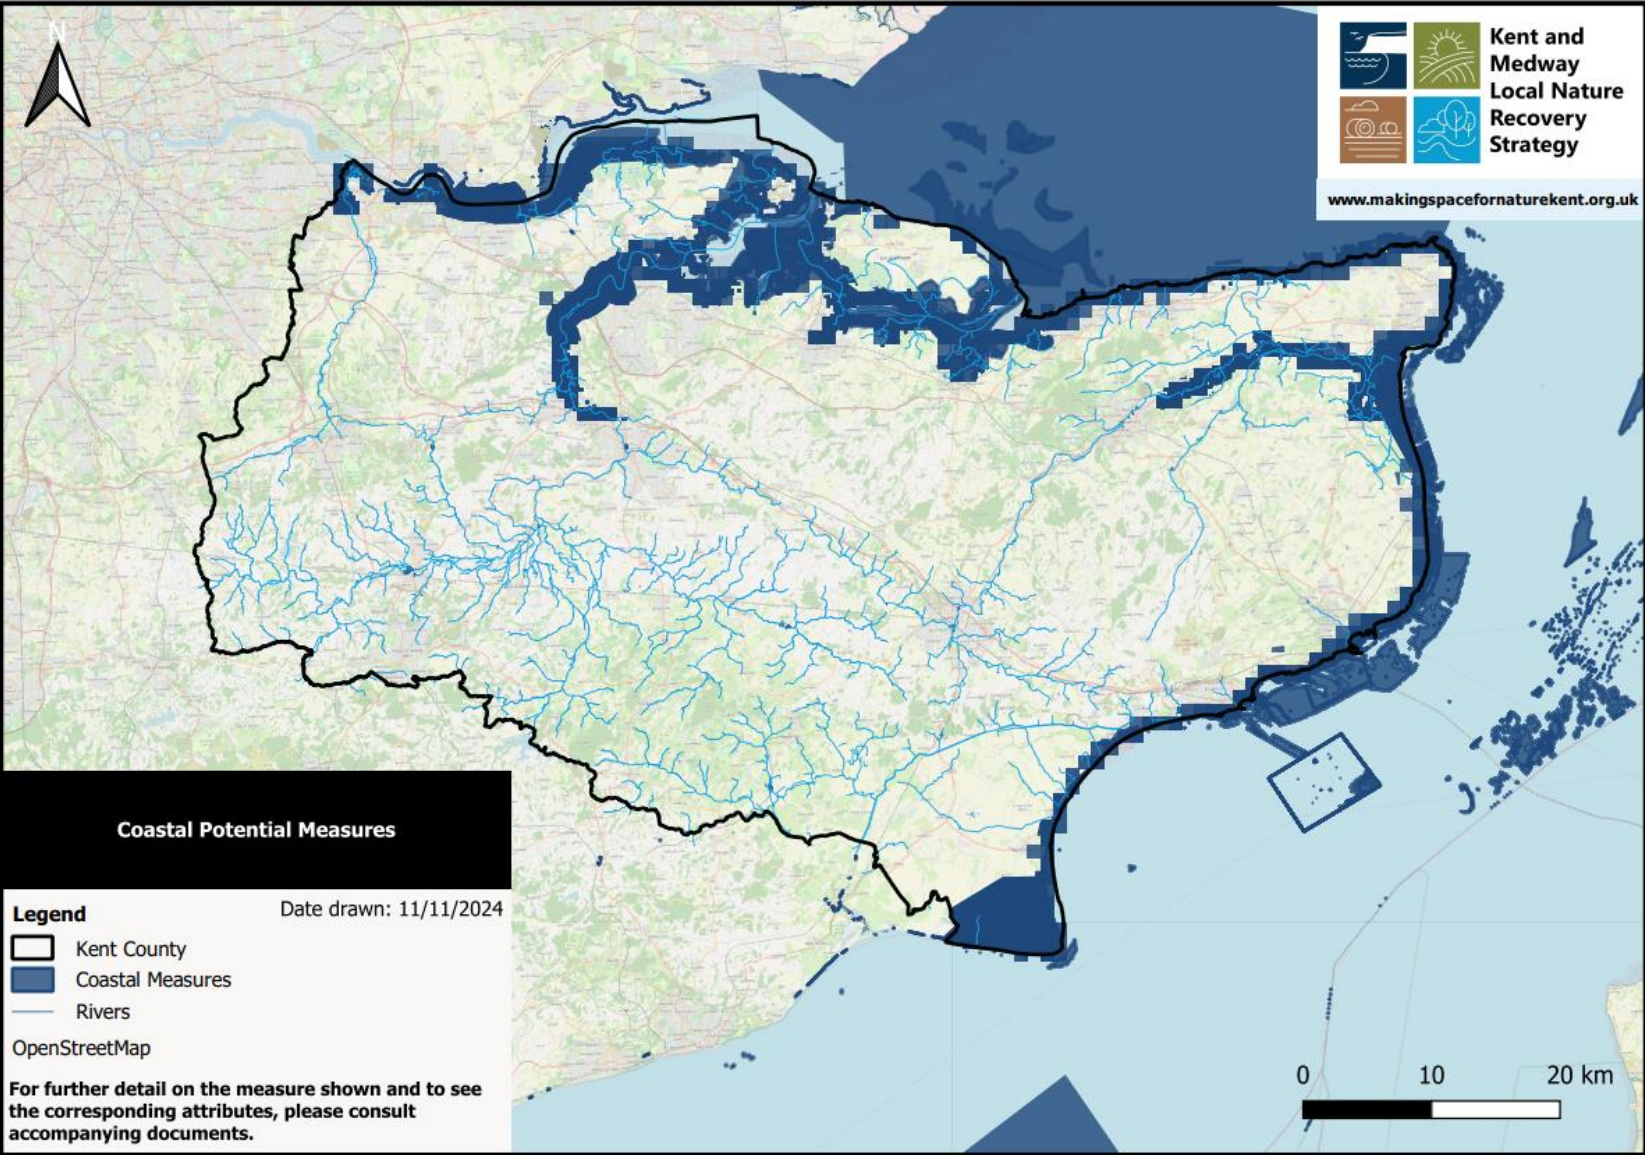 N
Kent and
Medway
Local Nature
Recovery
Strategy
www.makingspacefornaturekent.org.uk
Coastal Potential Measures
Legend
Date drawn: 11/11/2024
Kent County
Coastal Measures
Rivers
OpenStreetMap
For further detail on the measure shown and to see
the corresponding attributes, please consult
accompanying documents.
0 10 20 km